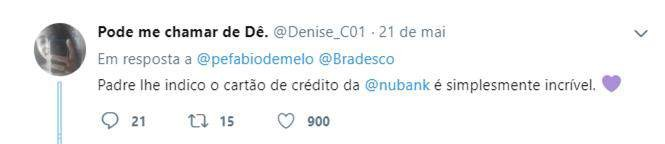 Pode me chamar de Dê. @Denise_C01 · 21 de mai
Em resposta a @pefabiodemelo @Bradesco
Padre lhe indico o cartão de crédito da @nubank é simplesmente incrível. 💜
21 15 900